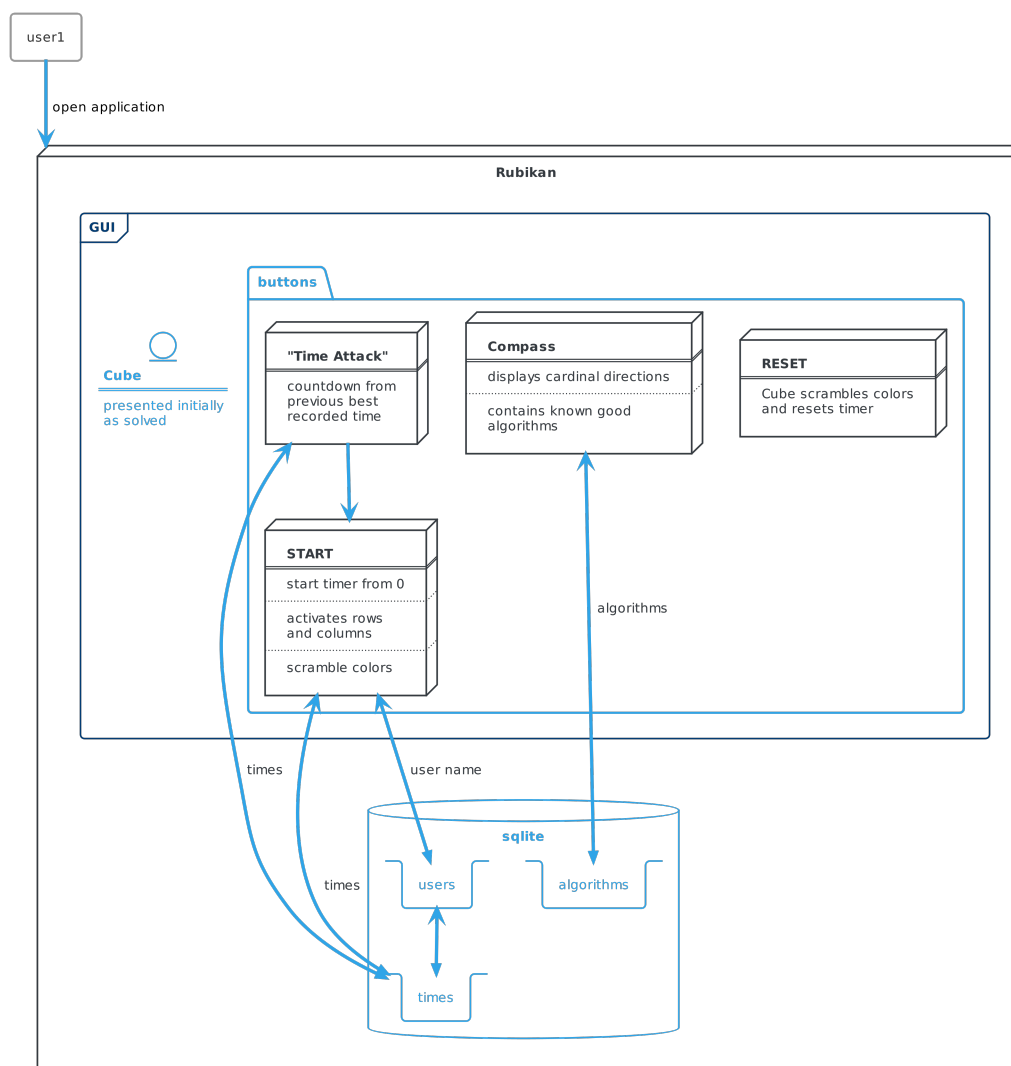 user1
open application
Rubikan
GUI
buttons
Cube
presented initially
as solved
"Time Attack"
countdown from
previous best
recorded time
Compass
displays cardinal directions
contains known good
algorithms
RESET
Cube scrambles colors
and resets timer
START
start timer from 0
activates rows
and columns
scramble colors
algorithms
times
user name
times
sqlite
users
algorithms
times